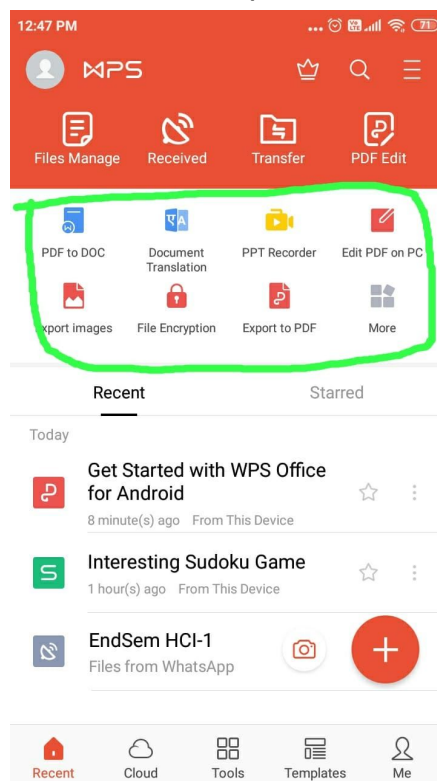 12:47 PM
71
WPS
Files Manage
Received
Transfer
PDF Edit
PDF to DOC
Document
Translation
PPT Recorder
Edit PDF on PC
xport images
File Encryption
Export to PDF
More
Recent
Starred
Today
Get Started with WPS Office
for Android
8 minute(s) ago From This Device
Interesting Sudoku Game
1 hour(s) ago From This Device
EndSem HCI-1
Files from WhatsApp
Recent
Cloud
Tools
Templates
Me